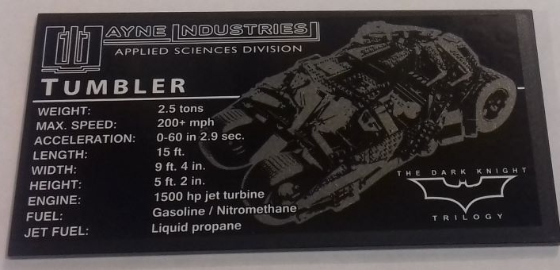 WAYNE INDUSTRIES
APPLIED SCIENCES DIVISION
TUMBLER
WEIGHT: 2.5 tons
MAX. SPEED: 200+ mph
ACCELERATION: 0-60 in 2.9 sec.
LENGTH: 15 ft.
WIDTH: 9 ft. 4 in.
HEIGHT: 5 ft. 2 in.
ENGINE: 1500 hp jet turbine
FUEL: Gasoline / Nitromethane
JET FUEL: Liquid propane
THE DARK KNIGHT
TRILOGY